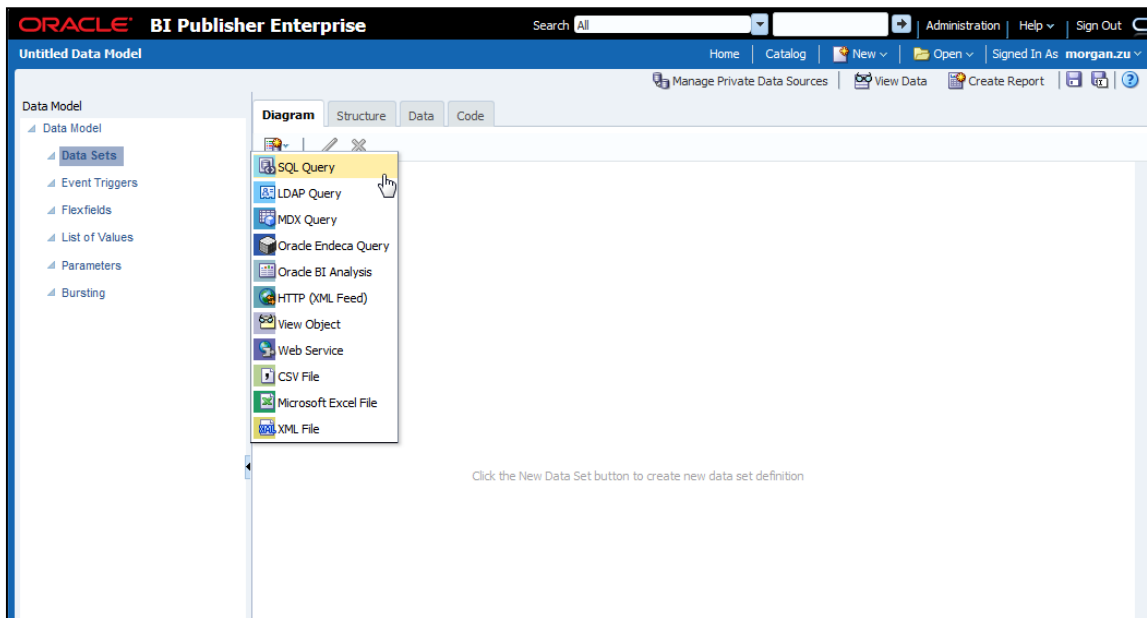 ORACLE BI Publisher Enterprise Search All Administration Help Sign Out
Untitled Data Model Home Catalog New Open Signed In As morgan.zu
Manage Private Data Sources View Data Create Report
Data Model
Data Model
Data Sets
Event Triggers
Flexfields
List of Values
Parameters
Bursting
Diagram Structure Data Code
SQL Query
LDAP Query
MDX Query
Oracle Endeca Query
Oracle BI Analysis
HTTP (XML Feed)
View Object
Web Service
CSV File
Microsoft Excel File
XML File
Click the New Data Set button to create new data set definition